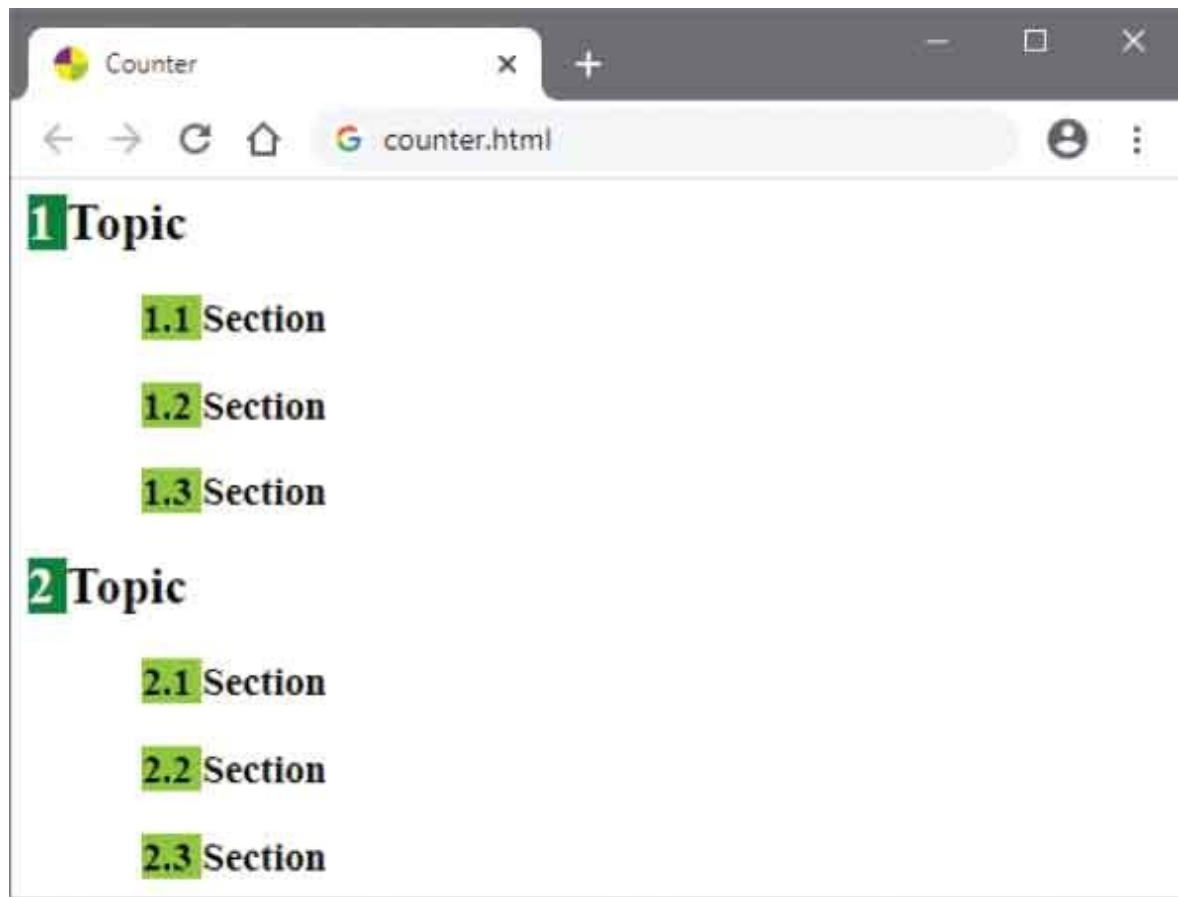 Counter
counter.html
1 Topic
1.1 Section
1.2 Section
1.3 Section
2 Topic
2.1 Section
2.2 Section
2.3 Section